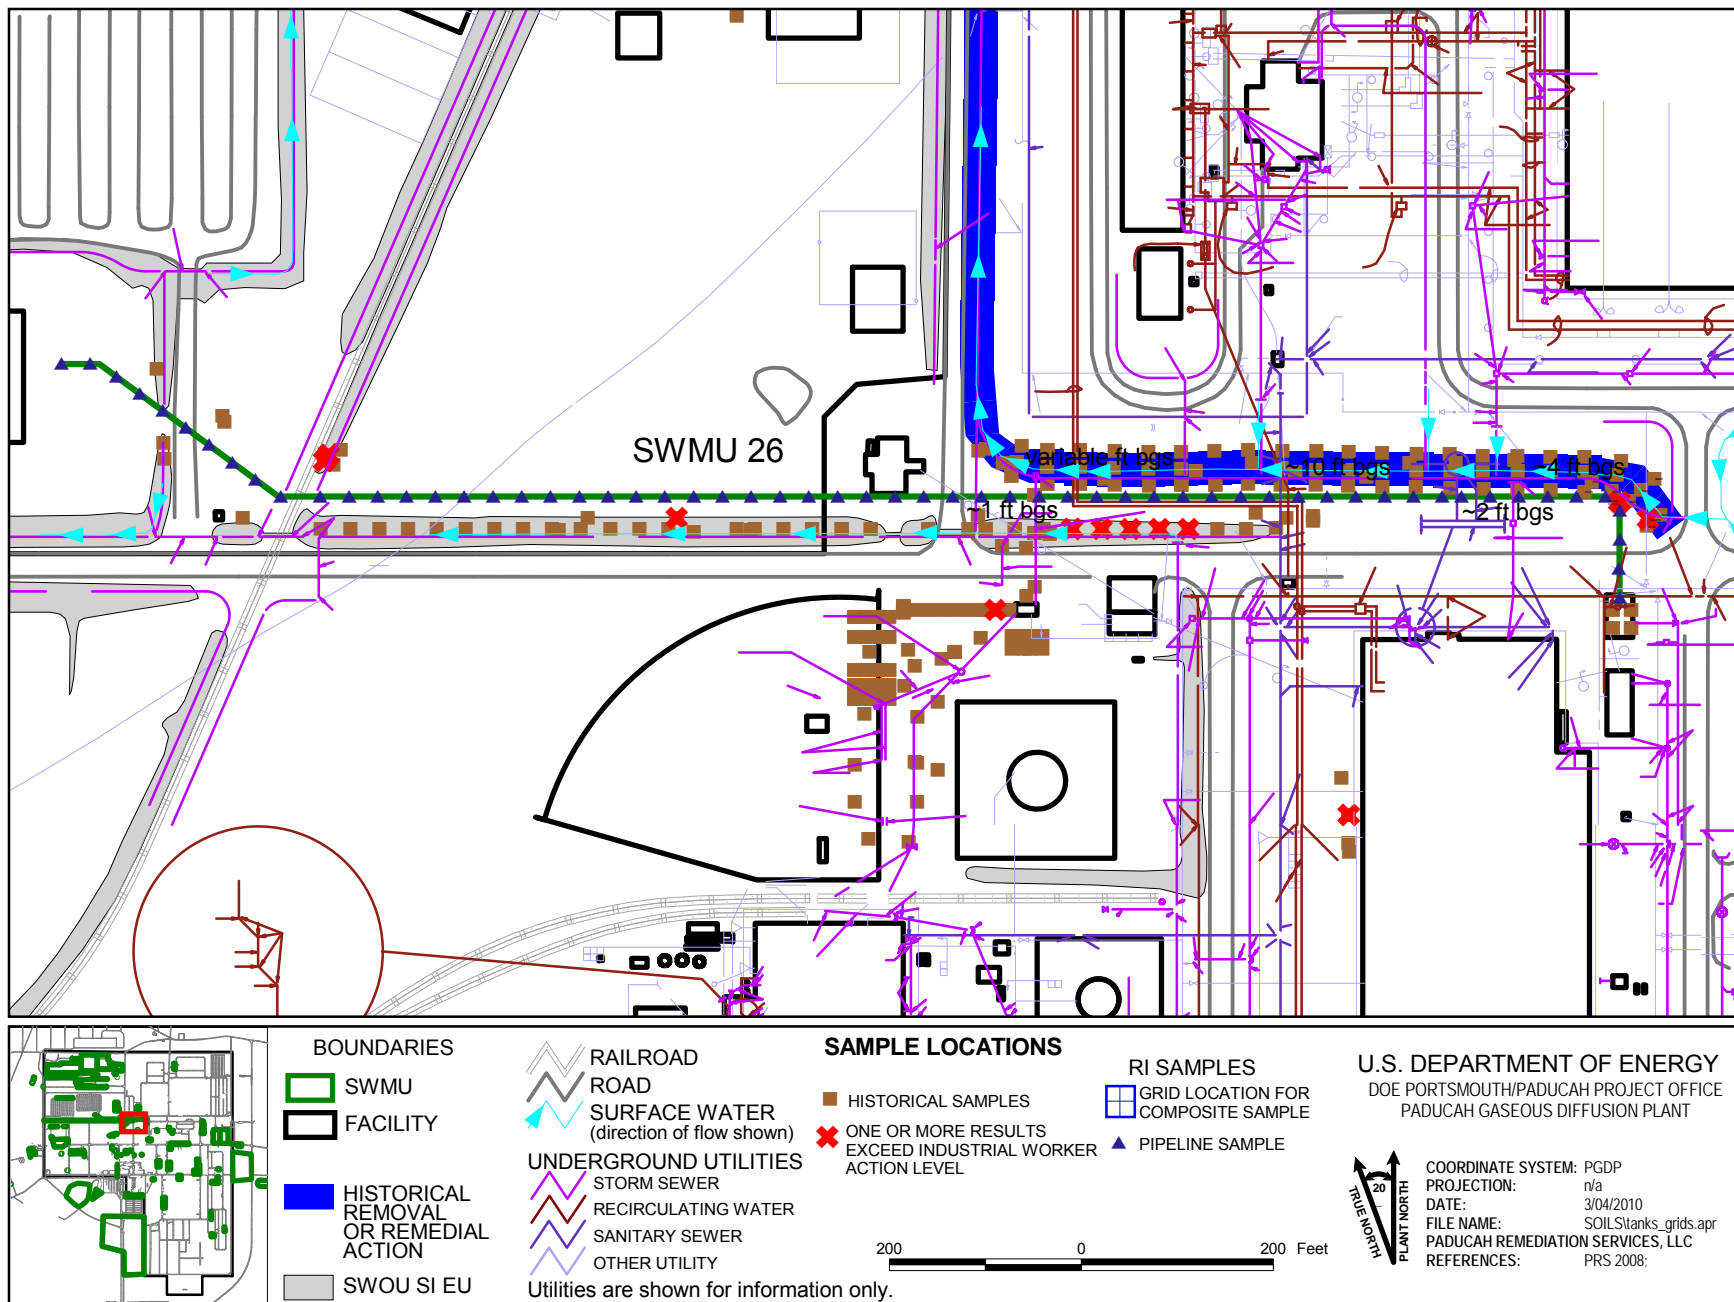 SWMU 26
variable ft bgs
~10 ft bgs
~4 ft bgs
~1 ft bgs
~2 ft bgs
BOUNDARIES
SWMU
FACILITY
HISTORICAL
REMOVAL
OR REMEDIAL
ACTION
SWOU SI EU
RAILROAD
ROAD
SURFACE WATER
(direction of flow shown)
UNDERGROUND UTILITIES
STORM SEWER
RECIRCULATING WATER
SANITARY SEWER
OTHER UTILITY
Utilities are shown for information only.
SAMPLE LOCATIONS
HISTORICAL SAMPLES
ONE OR MORE RESULTS
EXCEED INDUSTRIAL WORKER
ACTION LEVEL
RI SAMPLES
GRID LOCATION FOR
COMPOSITE SAMPLE
PIPELINE SAMPLE
200 0 200 Feet
U.S. DEPARTMENT OF ENERGY
DOE PORTSMOUTH/PADUCAH PROJECT OFFICE
PADUCAH GASEOUS DIFFUSION PLANT
20
TRUE NORTH
PLANT NORTH
COORDINATE SYSTEM: PGDP
PROJECTION: n/a
DATE: 3/04/2010
FILE NAME: SOILS\tanks_grids.apr
PADUCAH REMEDIATION SERVICES, LLC
REFERENCES: PRS 2008;